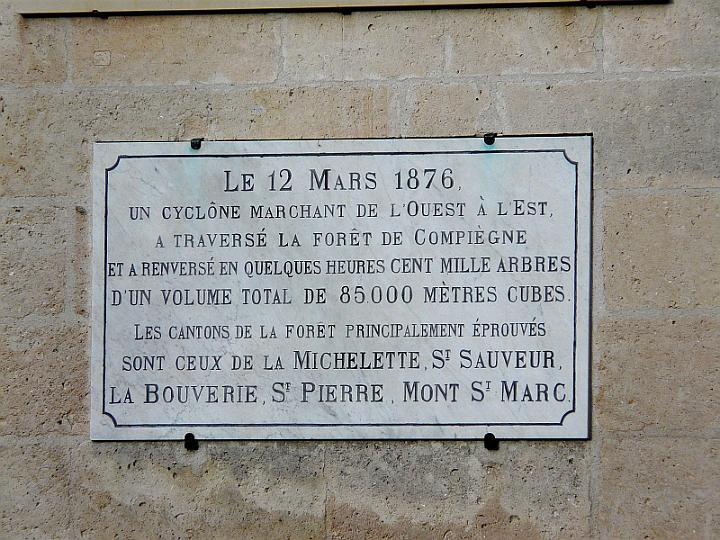 LE 12 MARS 1876,
UN CYCLÔNE MARCHANT DE L'OUEST À L'EST,
A TRAVERSÉ LA FORÊT DE COMPIÈGNE
ET A RENVERSÉ EN QUELQUES HEURES CENT MILLE ARBRES
D'UN VOLUME TOTAL DE 85.000 MÈTRES CUBES.
LES CANTONS DE LA FORÊT PRINCIPALEMENT ÉPROUVÉS
SONT CEUX DE LA MICHELETTE, ST SAUVEUR,
LA BOUVERIE, ST PIERRE, MONT ST MARC.